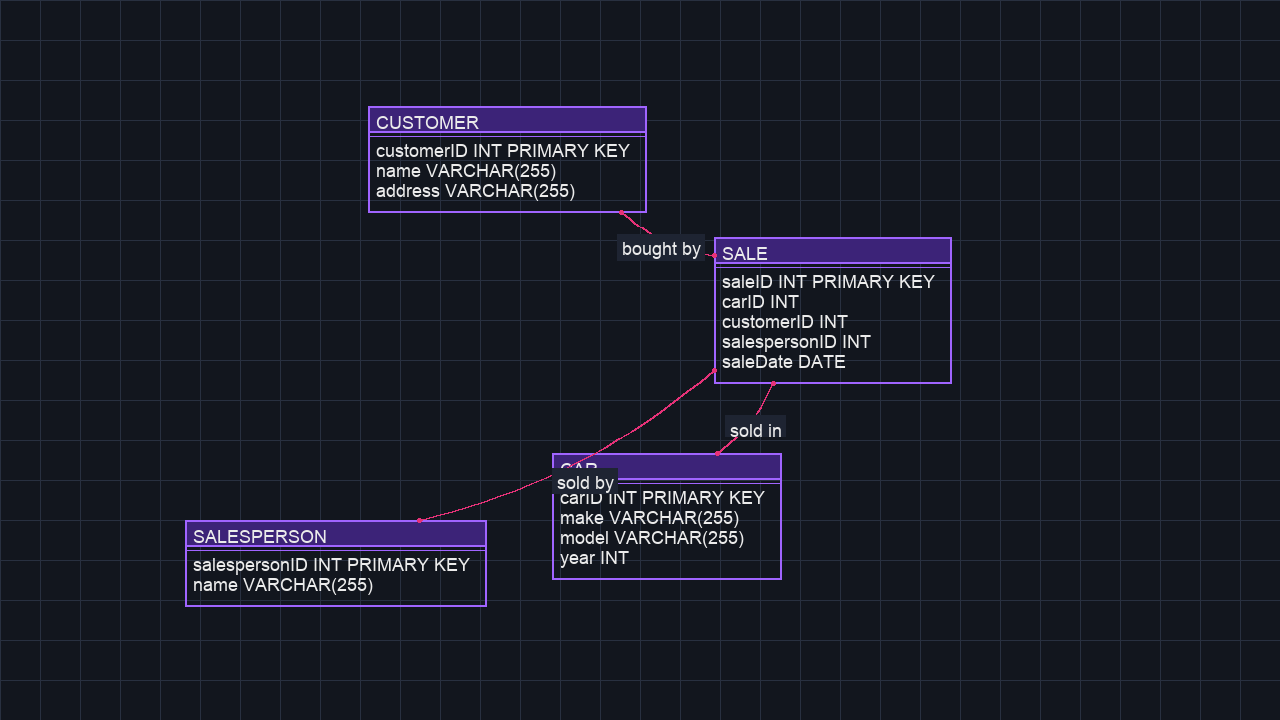 CUSTOMER
customerID INT PRIMARY KEY
name VARCHAR(255)
address VARCHAR(255)
bought by
SALE
saleID INT PRIMARY KEY
carID INT
customerID INT
salespersonID INT
saleDate DATE
sold in
CAR
sold by
carID INT PRIMARY KEY
make VARCHAR(255)
model VARCHAR(255)
year INT
SALESPERSON
salespersonID INT PRIMARY KEY
name VARCHAR(255)